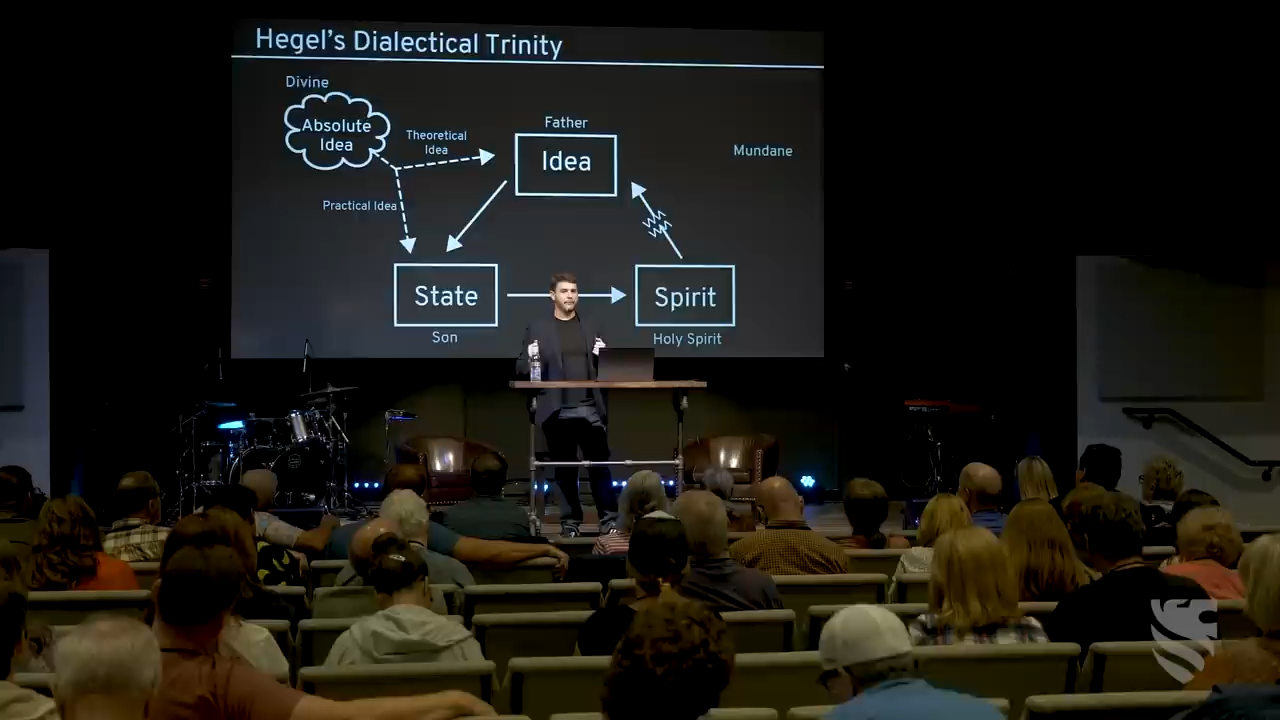 Hegel's Dialectical Trinity
Divine
Absolute
Idea
Theoretical
Idea
Father
Idea
Mundane
Practical Idea
State
Son
Spirit
Holy Spirit